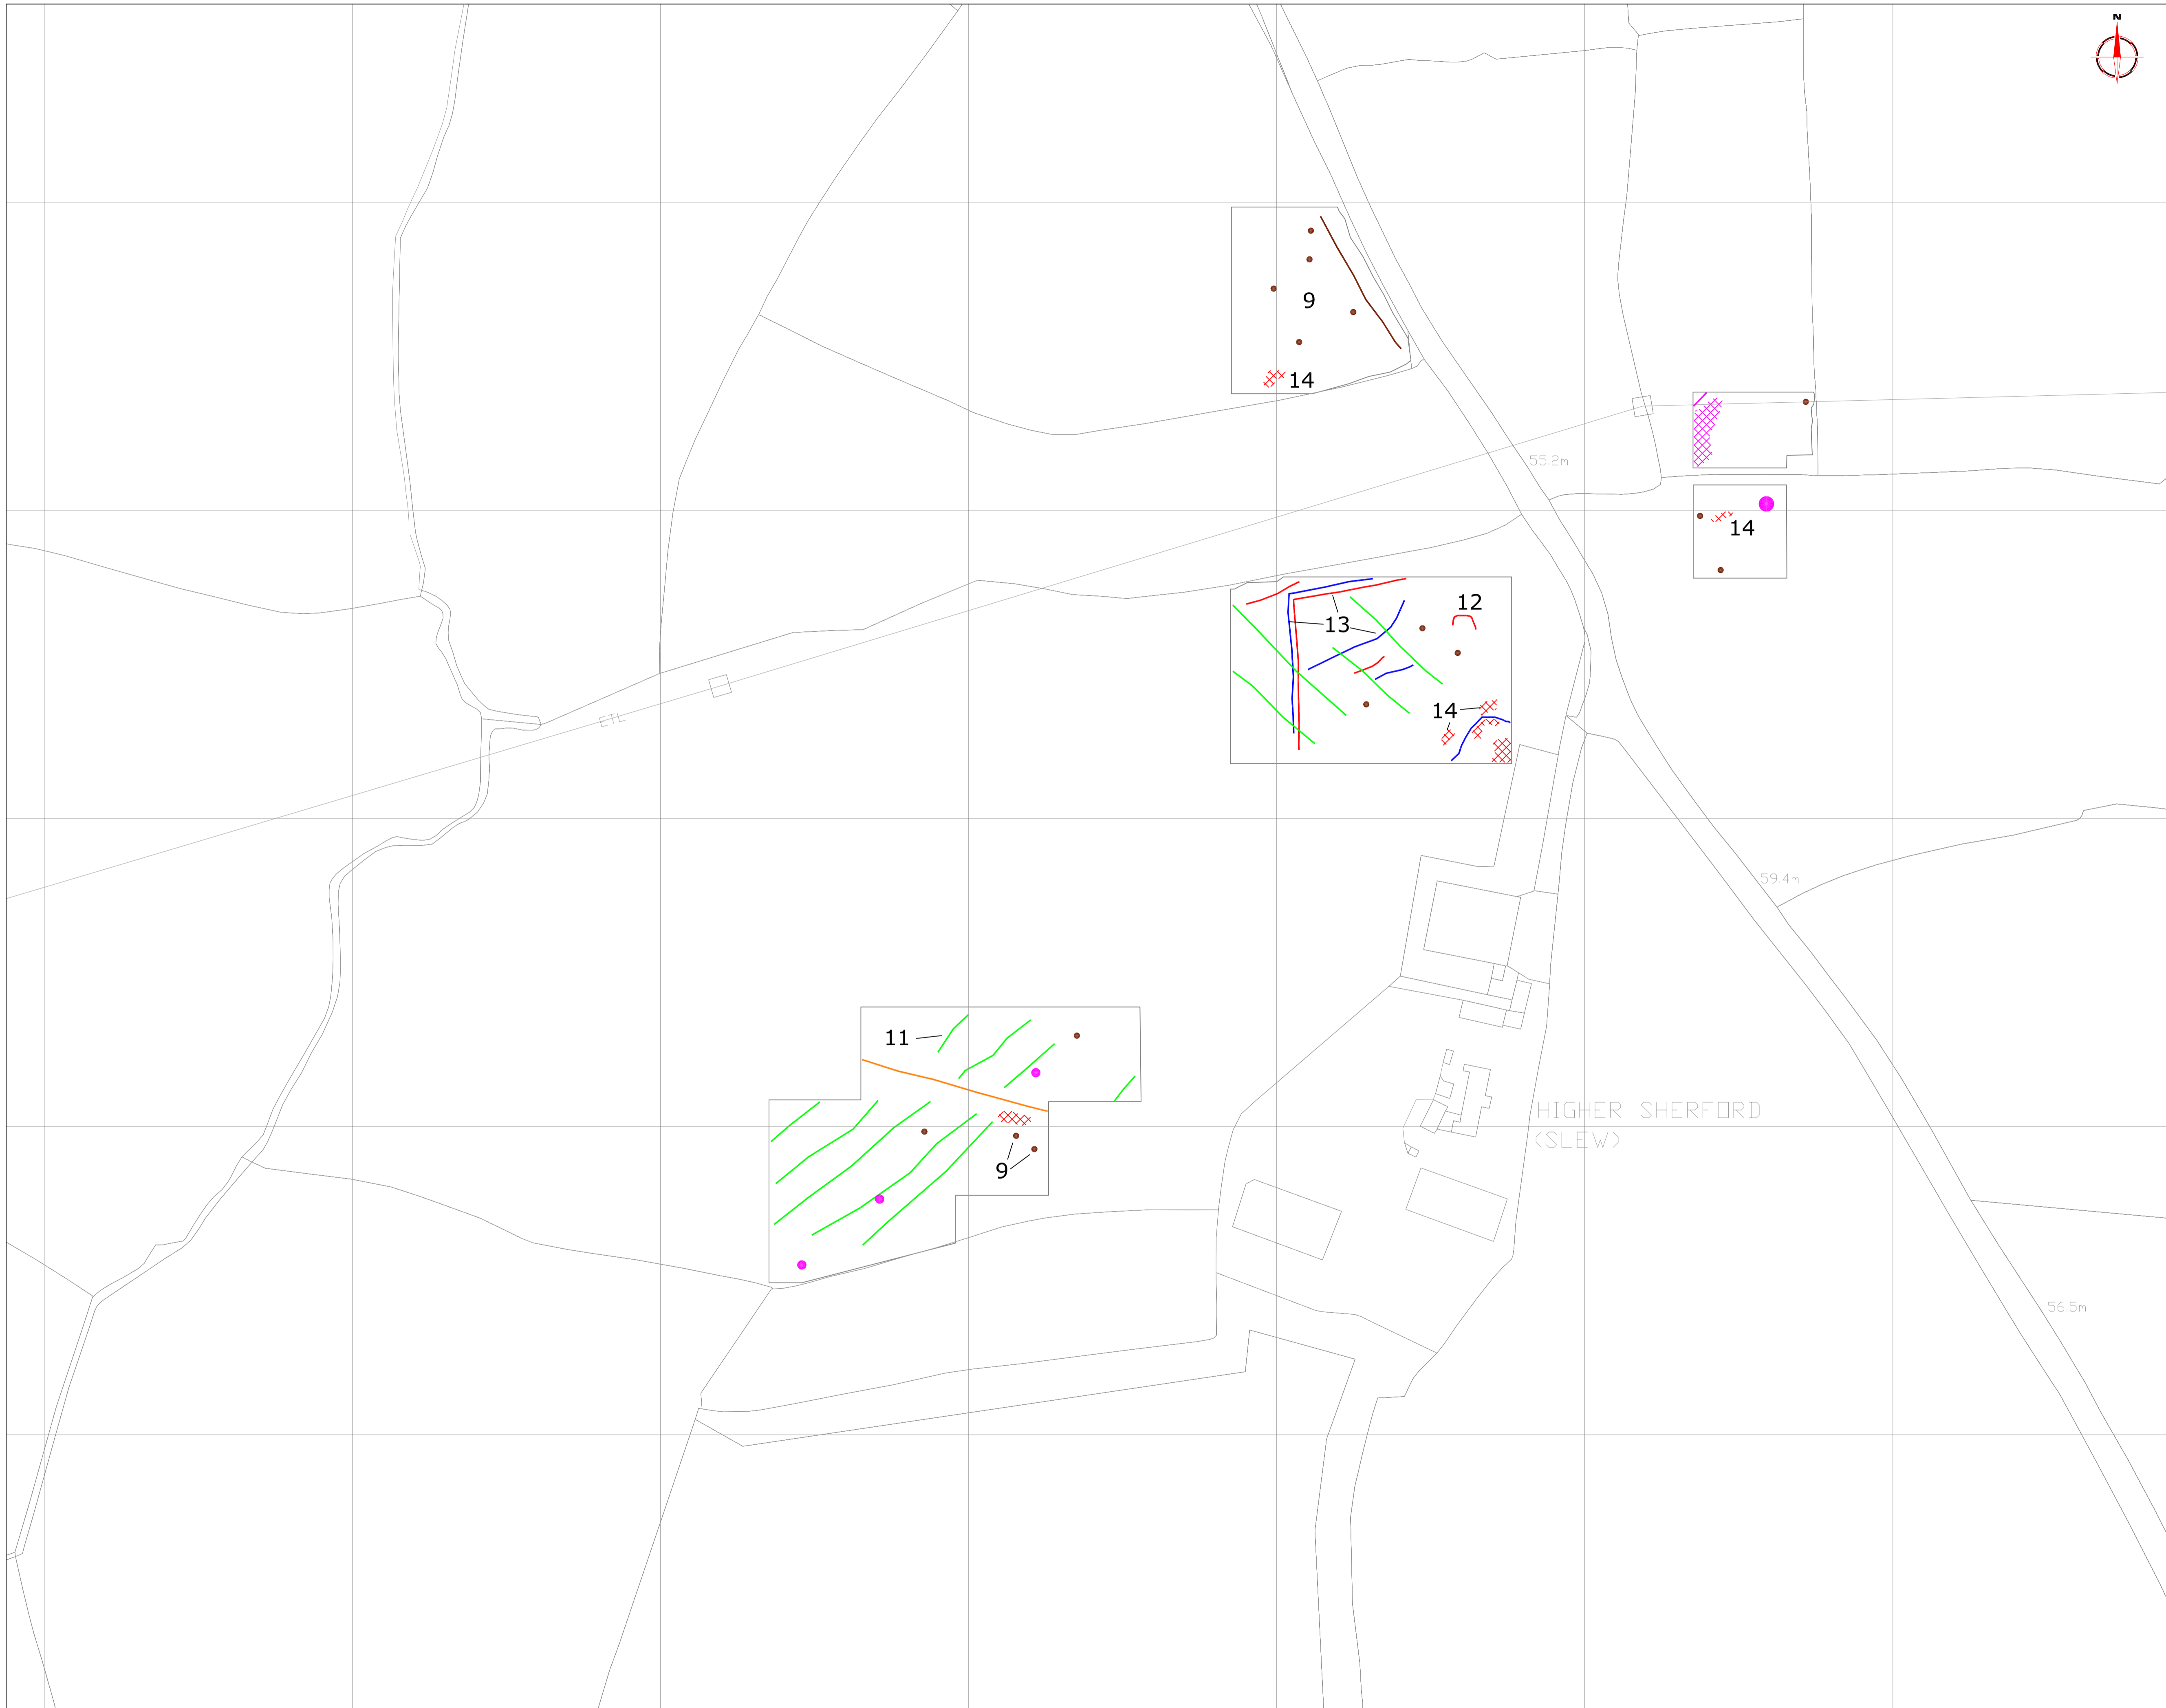 N
9
14
55.2m
14
12
13
14
ETL
59.4m
11
HIGHER SHERFORD
(SLEW)
9
56.5m